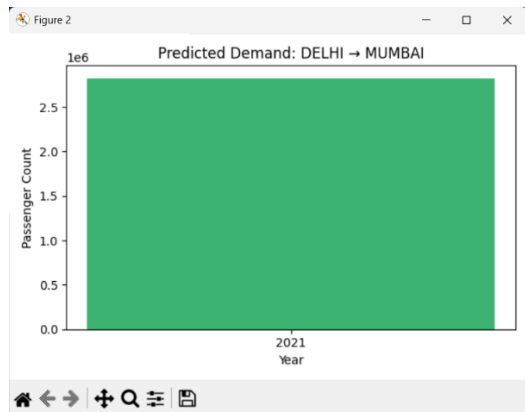 Figure 2
Predicted Demand: DELHI → MUMBAI
1e6
2.5
2.0
1.5
1.0
0.5
0.0
Passenger Count
2021
Year